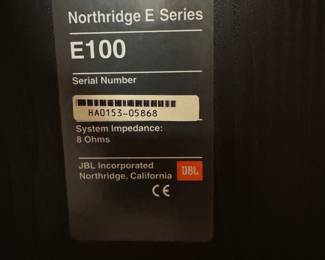 Northridge E Series
E100
Serial Number
HA0153-05868
System Impedance:
8 Ohms
JBL Incorporated
Northridge, California
JBL
CE